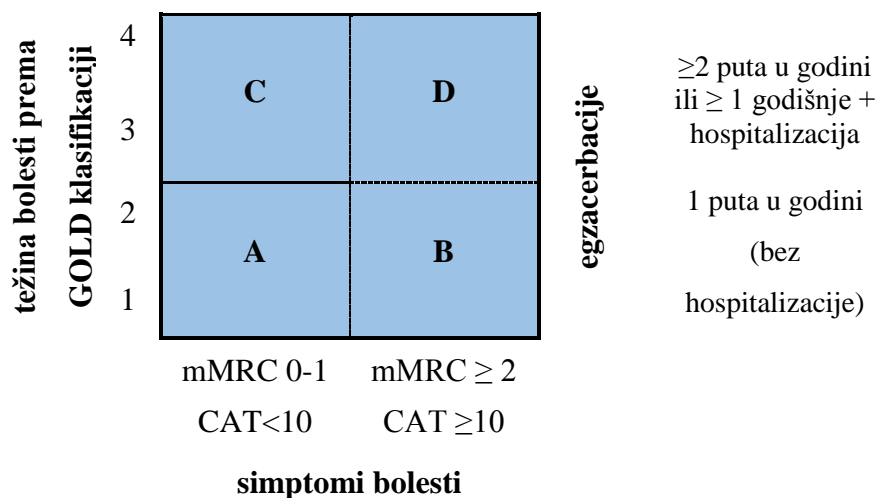 težina bolesti prema
GOLD klasifikaciji
4
3
2
1
C
D
A
B
egzacerbacije
≥2 puta u godini
ili ≥ 1 godišnje +
hospitalizacija
1 puta u godini
(bez
hospitalizacije)
mMRC 0-1
mMRC ≥ 2
CAT<10
CAT ≥10
simptomi bolesti